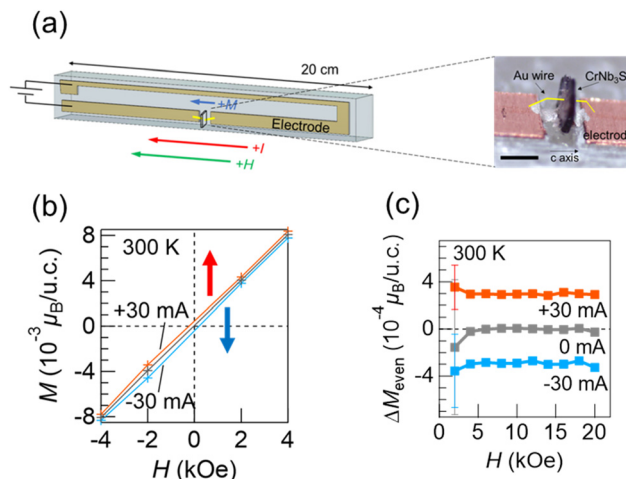 (a)
20 cm
+M
Electrode
+I
+H
Au wire
CrNb₃S
electrode
c axis
(b)
300 K
+30 mA
-30 mA
M (10⁻³ μB/u.c.)
8
4
0
-4
-8
-4 -2 0 2 4
H (kOe)
(c)
300 K
+30 mA
0 mA
-30 mA
ΔMeven (10⁻⁴ μB/u.c.)
8
4
0
-4
0 5 10 15 20
H (kOe)